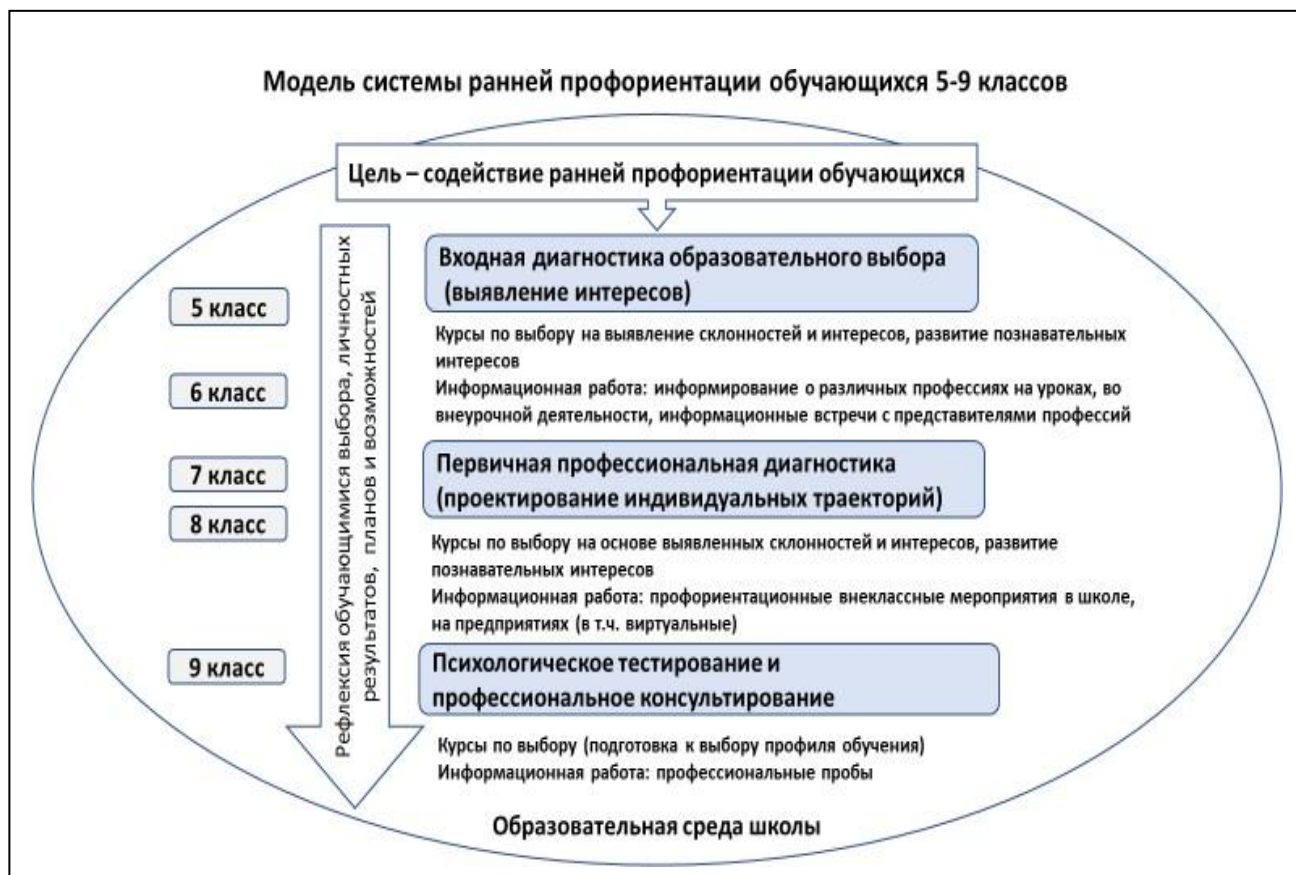 Модель системы ранней профориентации обучающихся 5-9 классов
Цель – содействие ранней профориентации обучающихся
Рефлексия обучающимися выбора, личностных
результатов, планов и возможностей
5 класс
Входная диагностика образовательного выбора
(выявление интересов)
Курсы по выбору на выявление склонностей и интересов, развитие познавательных
интересов
6 класс
Информационная работа: информирование о различных профессиях на уроках, во
внеурочной деятельности, информационные встречи с представителями профессий
7 класс
Первичная профессиональная диагностика
(проектирование индивидуальных траекторий)
8 класс
Курсы по выбору на основе выявленных склонностей и интересов, развитие
познавательных интересов
Информационная работа: профориентационные внеклассные мероприятия в школе,
на предприятиях (в т.ч. виртуальные)
9 класс
Психологическое тестирование и
профессиональное консультирование
Курсы по выбору (подготовка к выбору профиля обучения)
Информационная работа: профессиональные пробы
Образовательная среда школы